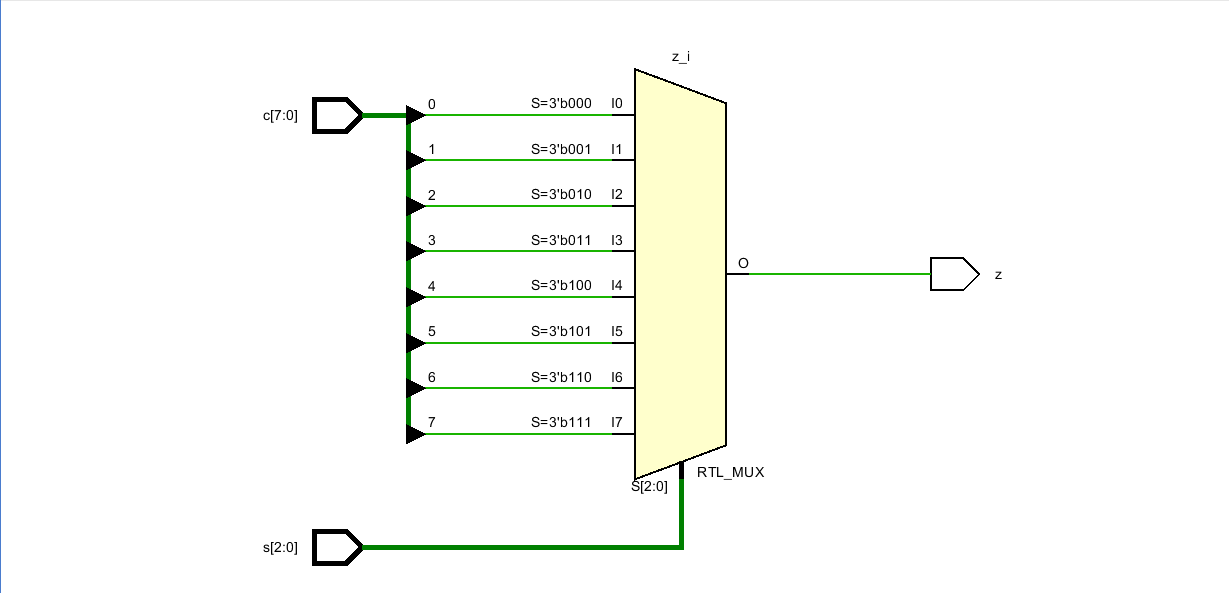 z_i
c[7:0]
0 S=3'b000 I0
1 S=3'b001 I1
2 S=3'b010 I2
3 S=3'b011 I3
4 S=3'b100 I4
5 S=3'b101 I5
6 S=3'b110 I6
7 S=3'b111 I7
O
z
RTL_MUX
S[2:0]
s[2:0]